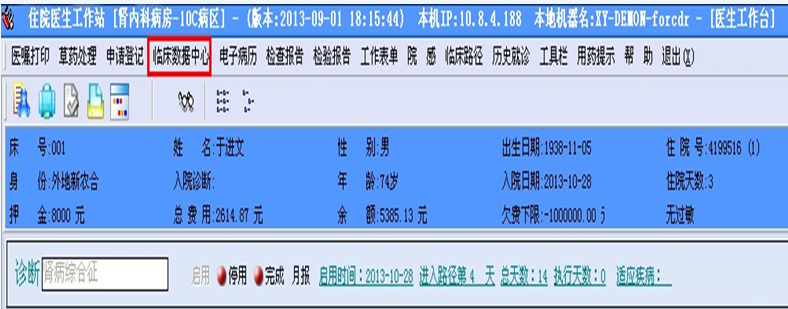 住院医生工作站 [肾内科病房-10C病区] - (版本:2013-09-01 18:15:44) 本机IP:10.8.4.188 本地机器名:XY-DEMON-forcdr - [医生工作台]
医嘱打印 草药处理 申请登记 临床数据中心 电子病历 检查报告 检验报告 工作表单 院 感 临床路径 历史就诊 工具栏 用药提示 帮 助 退出(X)
床 号:001 姓 名:于进文 性 别:男 出生日期:1938-11-05 住 院 号:4199516 (1)
身 份:外地新农合 入院诊断: 年 龄:74岁 入院日期:2013-10-28 住院天数:3
押 金:8000 元 总 费 用:2614.87 元 余 额:5385.13 元 欠费下限:-1000000.00 无过敏
诊断 肾病综合征 启用 停用 完成 月报 启用时间:2013-10-28 进入路径第 4 天 总天数:14 执行天数:0 适应疾病: